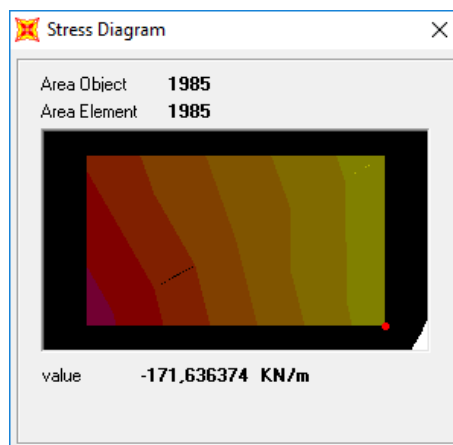 Stress Diagram
Area Object 1985
Area Element 1985
value -171,636374 KN/m